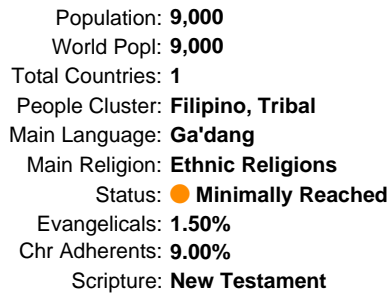 Population: 9,000
World Popl: 9,000
Total Countries: 1
People Cluster: Filipino, Tribal
Main Language: Ga'dang
Main Religion: Ethnic Religions
Status: Minimally Reached
Evangelicals: 1.50%
Chr Adherents: 9.00%
Scripture: New Testament